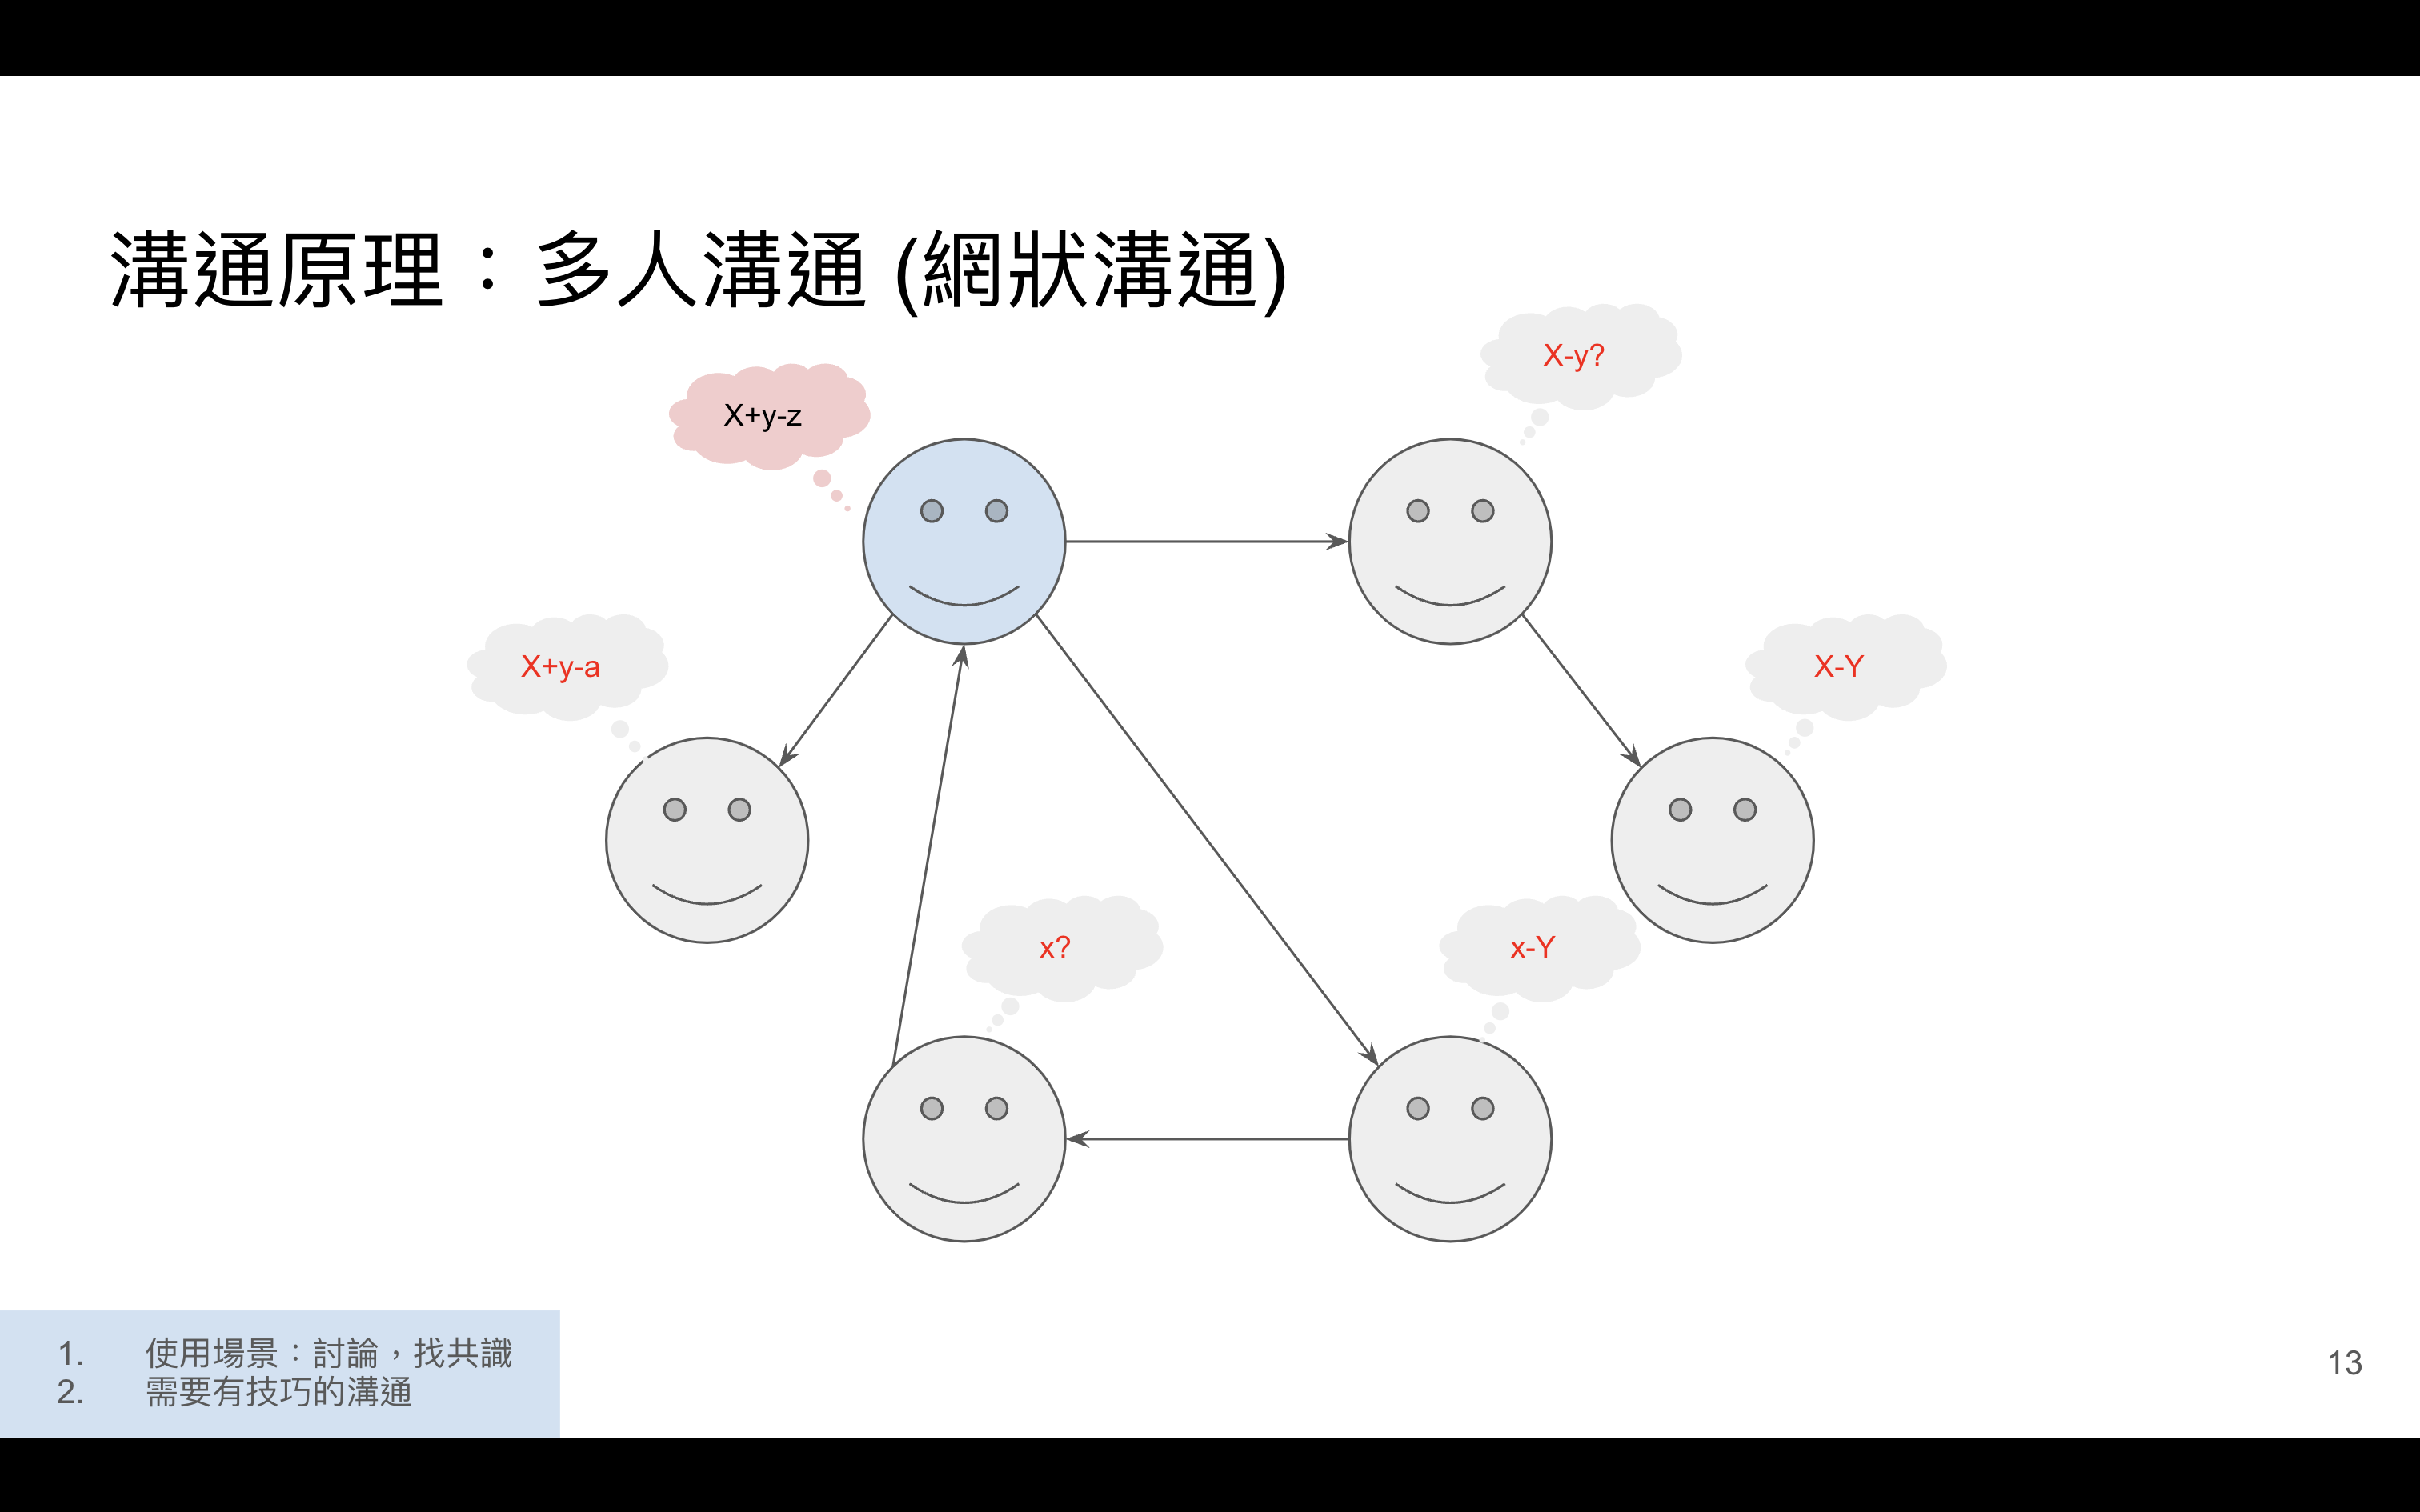 溝通原理：多人溝通 (網狀溝通)
X-y?
X+y-z
X+y-a
X-Y
x?
x-Y
1. 使用場景：討論，找共識
2. 需要有技巧的溝通
13